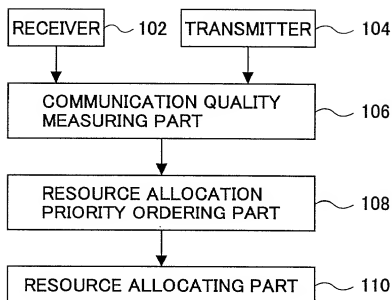 RECEIVER 102 TRANSMITTER 104
COMMUNICATION QUALITY
MEASURING PART 106
RESOURCE ALLOCATION
PRIORITY ORDERING PART 108
RESOURCE ALLOCATING PART 110